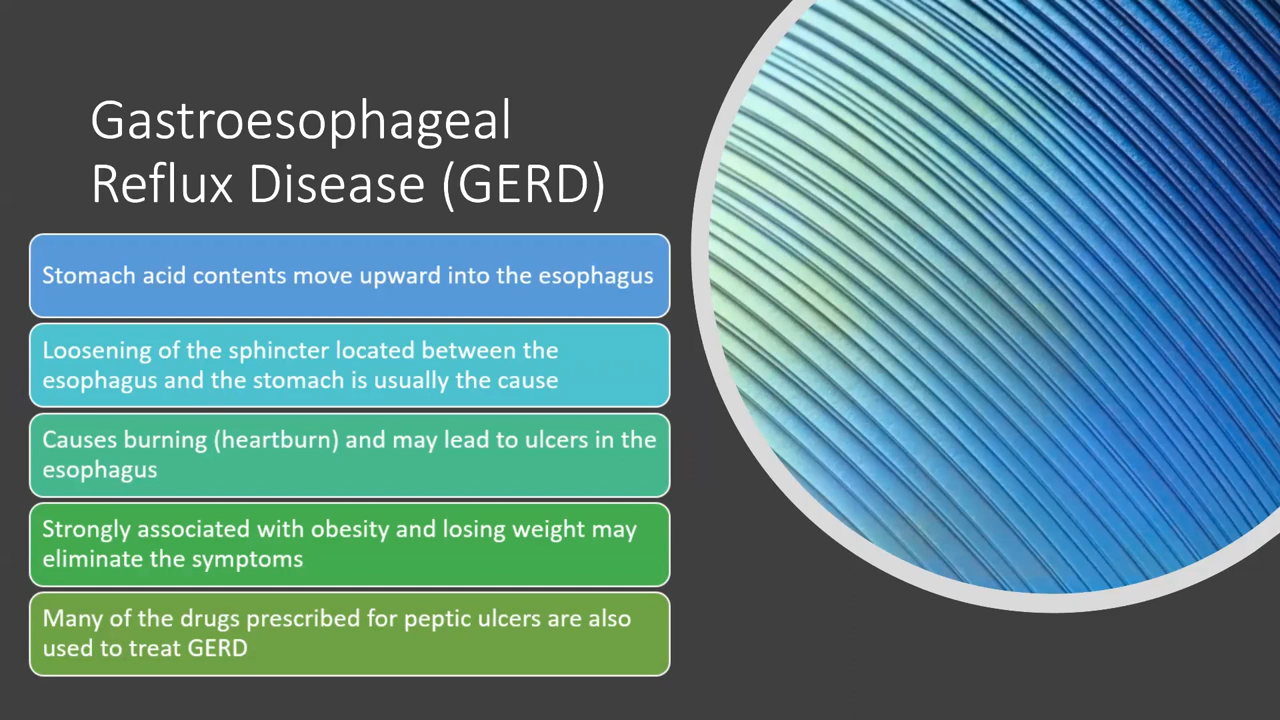 Gastroesophageal
Reflux Disease (GERD)
Stomach acid contents move upward into the esophagus
Loosening of the sphincter located between the
esophagus and the stomach is usually the cause
Causes burning (heartburn) and may lead to ulcers in the
esophagus
Strongly associated with obesity and losing weight may
eliminate the symptoms
Many of the drugs prescribed for peptic ulcers are also
used to treat GERD